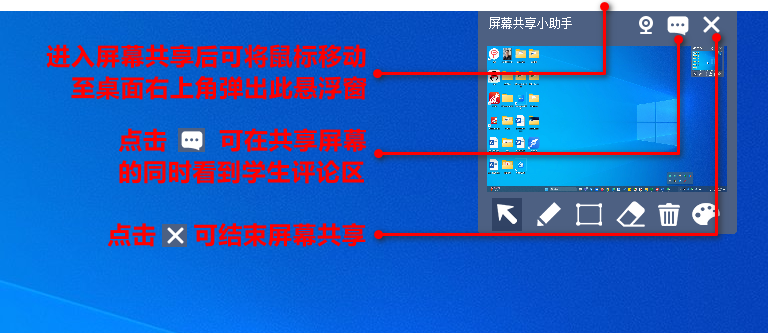 屏幕共享小助手
进入屏幕共享后可将鼠标移动
至桌面右上角弹出此悬浮窗
点击 可在共享屏幕
的同时看到学生评论区
点击 可结束屏幕共享